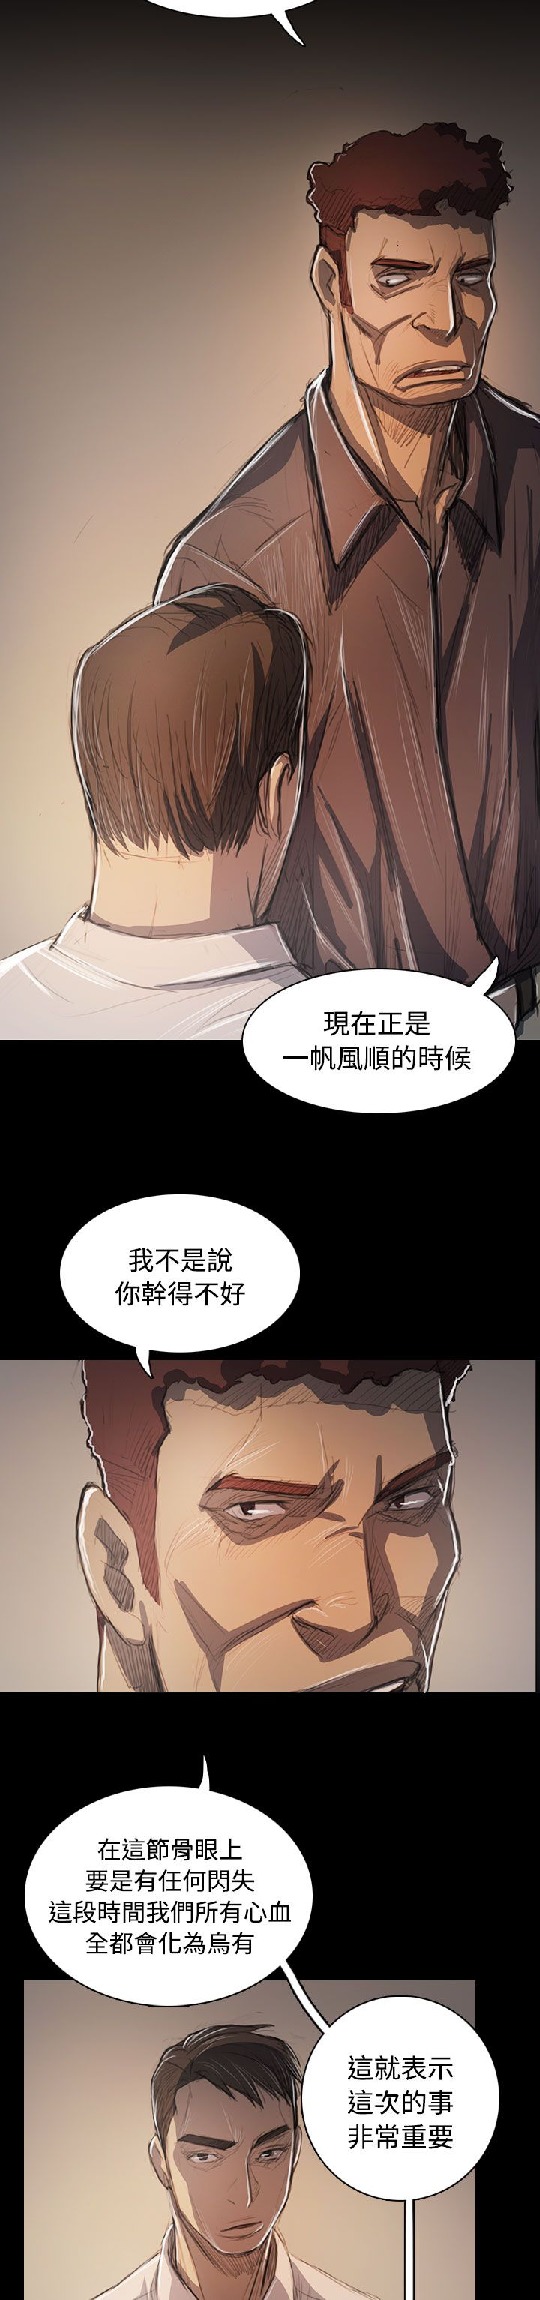 現在正是
一帆風順的時候
我不是說
你幹得不好
在這節骨眼上
要是有任何閃失
這段時間我們所有心血
全都會化為烏有
這就表示
這次的事
非常重要